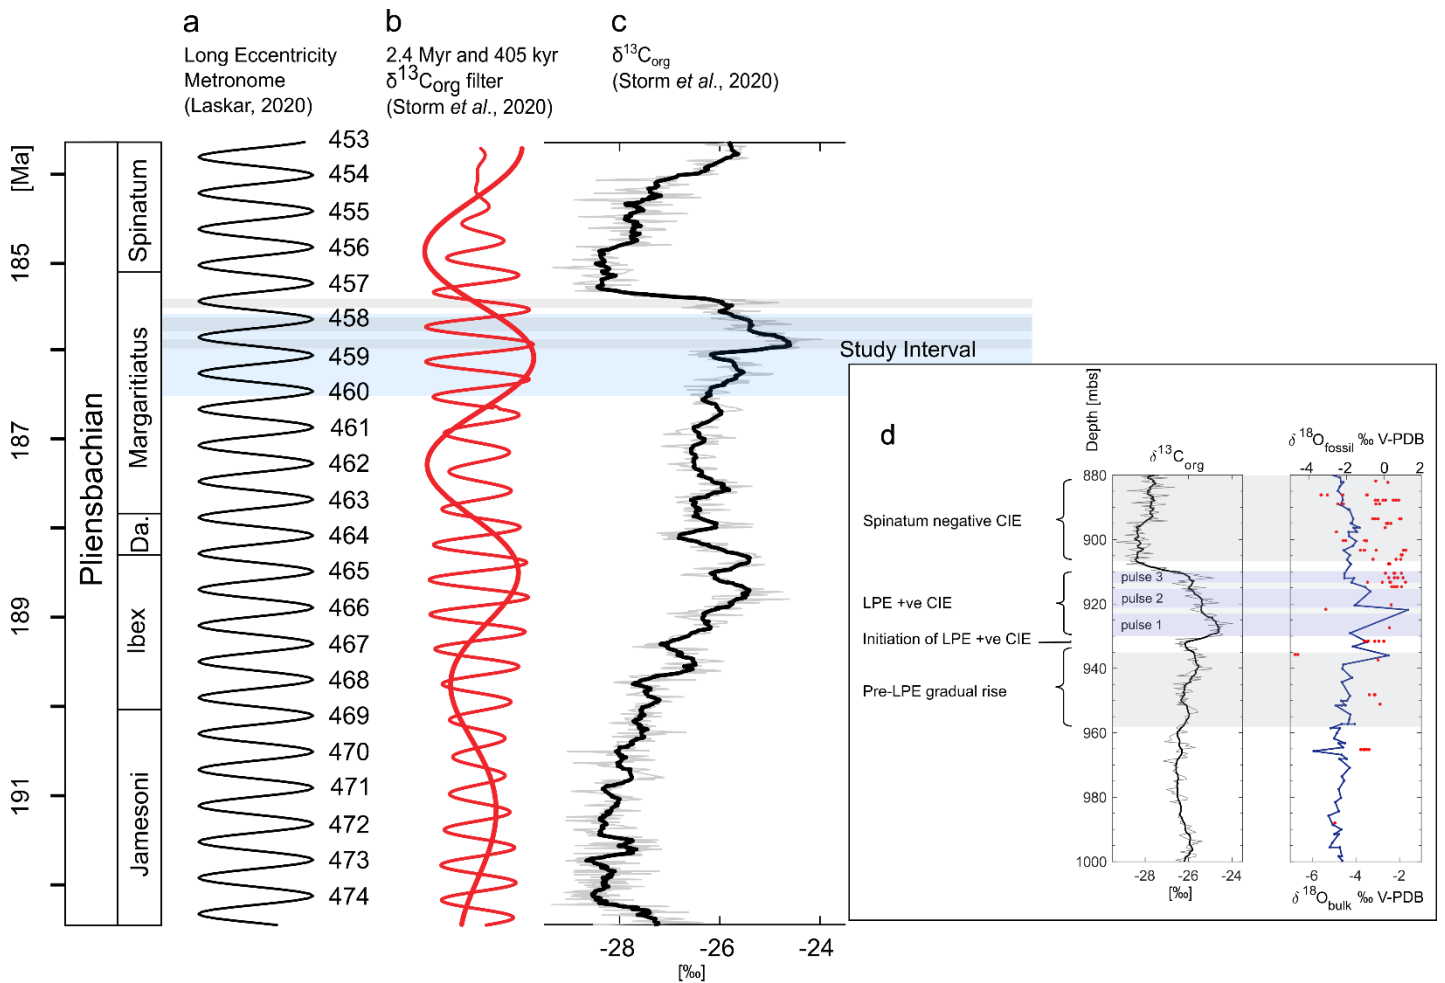 a
b
c
Long Eccentricity
Metronome
(Laskar, 2020)
2.4 Myr and 405 kyr
δ13Corg filter
(Storm et al., 2020)
δ13Corg
(Storm et al., 2020)
[Ma]
185
187
189
191
Pliensbachian
Spinatum
Margaritiatus
Da.
Ibex
Jamesoni
453
454
455
456
457
458
459
460
461
462
463
464
465
466
467
468
469
470
471
472
473
474
Study Interval
-28
-26
-24
[‰]
d
Depth [mbs]
δ13Corg
δ18Ofossil ‰ V-PDB
-4 -2 0 2
880
900
920
940
960
980
1000
Spinatum negative CIE
LPE +ve CIE
Initiation of LPE +ve CIE
Pre-LPE gradual rise
pulse 3
pulse 2
pulse 1
-28 -26 -24
[‰]
-6 -4 -2
δ18Obulk ‰ V-PDB